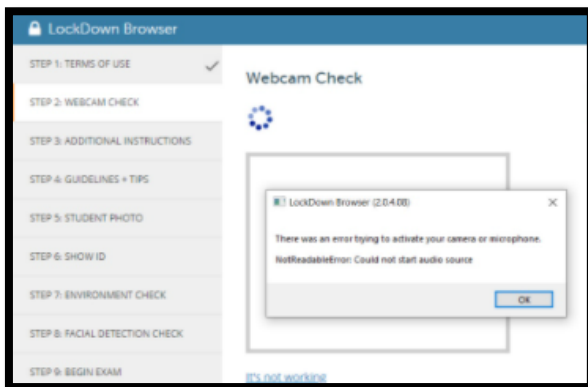 LockDown Browser
STEP 1: TERMS OF USE
STEP 2: WEBCAM CHECK
STEP 3: ADDITIONAL INSTRUCTIONS
STEP 4: GUIDELINES + TIPS
STEP 5: STUDENT PHOTO
STEP 6: SHOW ID
STEP 7: ENVIRONMENT CHECK
STEP 8: FACIAL DETECTION CHECK
STEP 9: BEGIN EXAM
Webcam Check
LockDown Browser (2.0.4.08)
There was an error trying to activate your camera or microphone.
NotReadableError: Could not start audio source
OK
It's not working